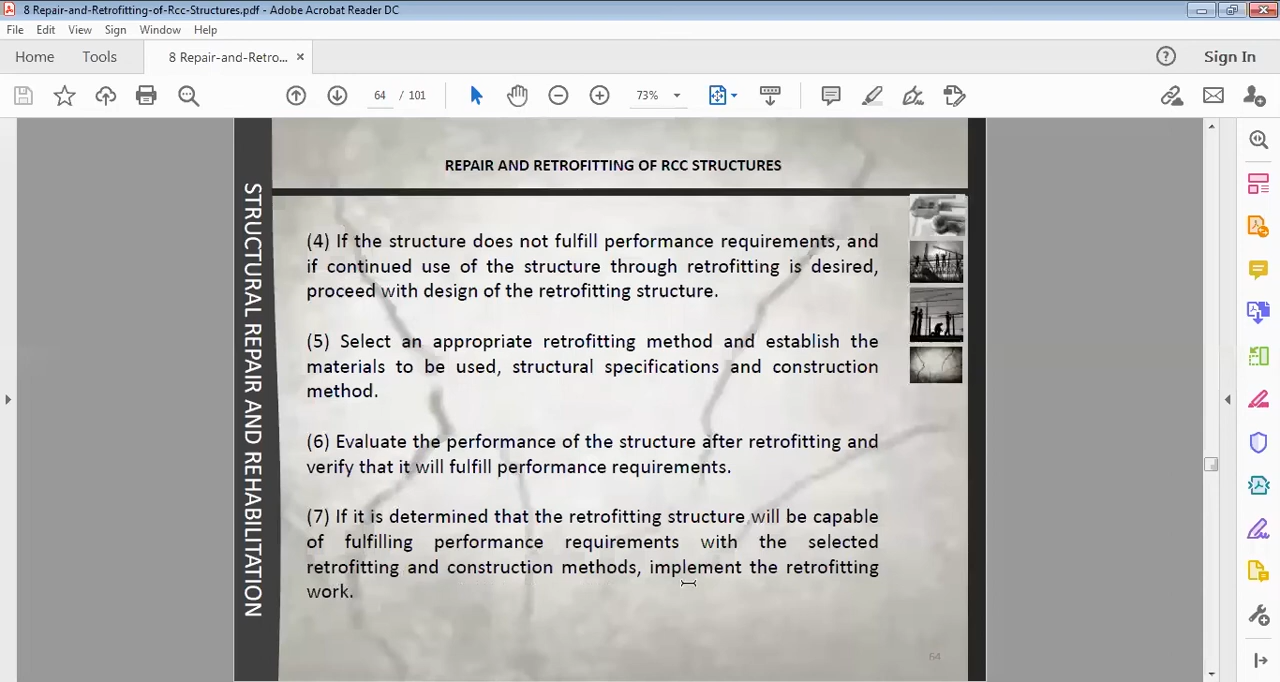 8 Repair-and-Retrofitting-of-Rcc-Structures.pdf - Adobe Acrobat Reader DC
File Edit View Sign Window Help
Home Tools 8 Repair-and-Retro... × Sign In
64 / 101 73%
REPAIR AND RETROFITTING OF RCC STRUCTURES
STRUCTURAL REPAIR AND REHABILITATION
(4) If the structure does not fulfill performance requirements, and
if continued use of the structure through retrofitting is desired,
proceed with design of the retrofitting structure.
(5) Select an appropriate retrofitting method and establish the
materials to be used, structural specifications and construction
method.
(6) Evaluate the performance of the structure after retrofitting and
verify that it will fulfill performance requirements.
(7) If it is determined that the retrofitting structure will be capable
of fulfilling performance requirements with the selected
retrofitting and construction methods, implement the retrofitting
work.
64